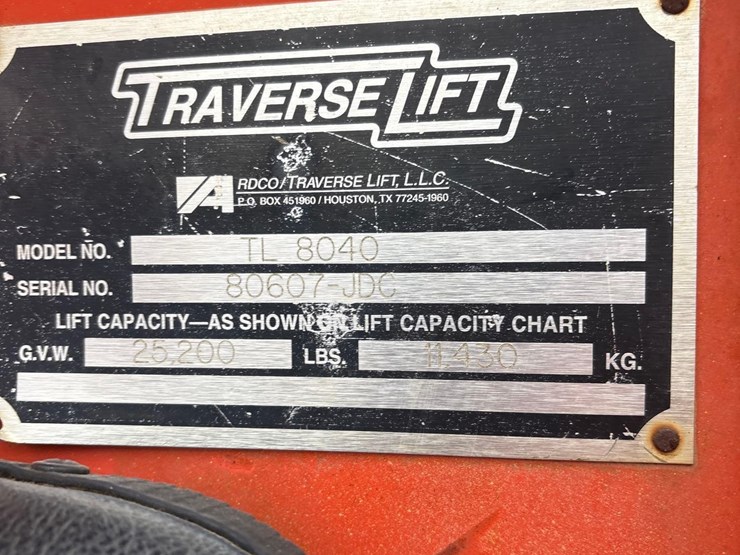 TRAVERSE LIFT
ARDCO/TRAVERSE LIFT, L.L.C.
P.O. BOX 451960 / HOUSTON, TX 77245-1960
MODEL NO. TL 8040
SERIAL NO. 80607-JDC
LIFT CAPACITY—AS SHOWN ON LIFT CAPACITY CHART
G.V.W. 25,200 LBS. 11,430 KG.